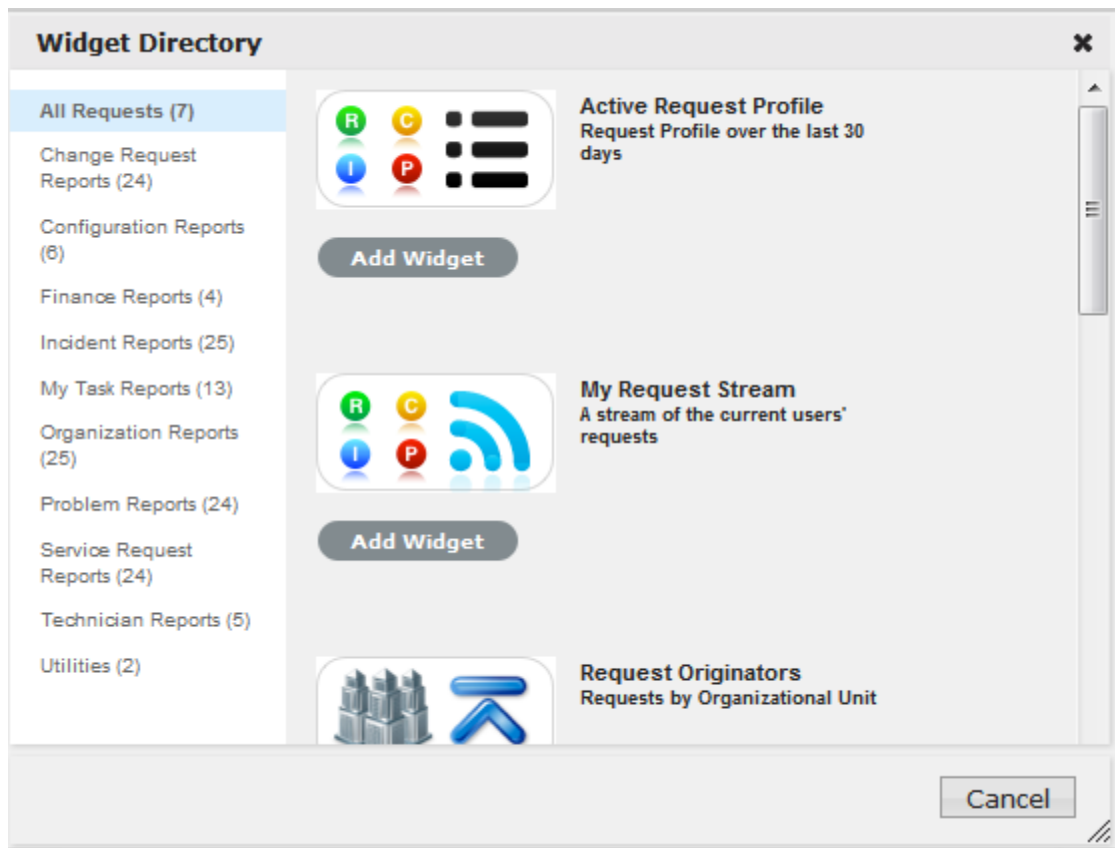 Widget Directory
All Requests (7)
Change Request
Reports (24)
Configuration Reports
(6)
Finance Reports (4)
Incident Reports (25)
My Task Reports (13)
Organization Reports
(25)
Problem Reports (24)
Service Request
Reports (24)
Technician Reports (5)
Utilities (2)
R C
I P
Active Request Profile
Request Profile over the last 30
days
Add Widget
R C
I P
My Request Stream
A stream of the current users'
requests
Add Widget
Request Originators
Requests by Organizational Unit
Cancel